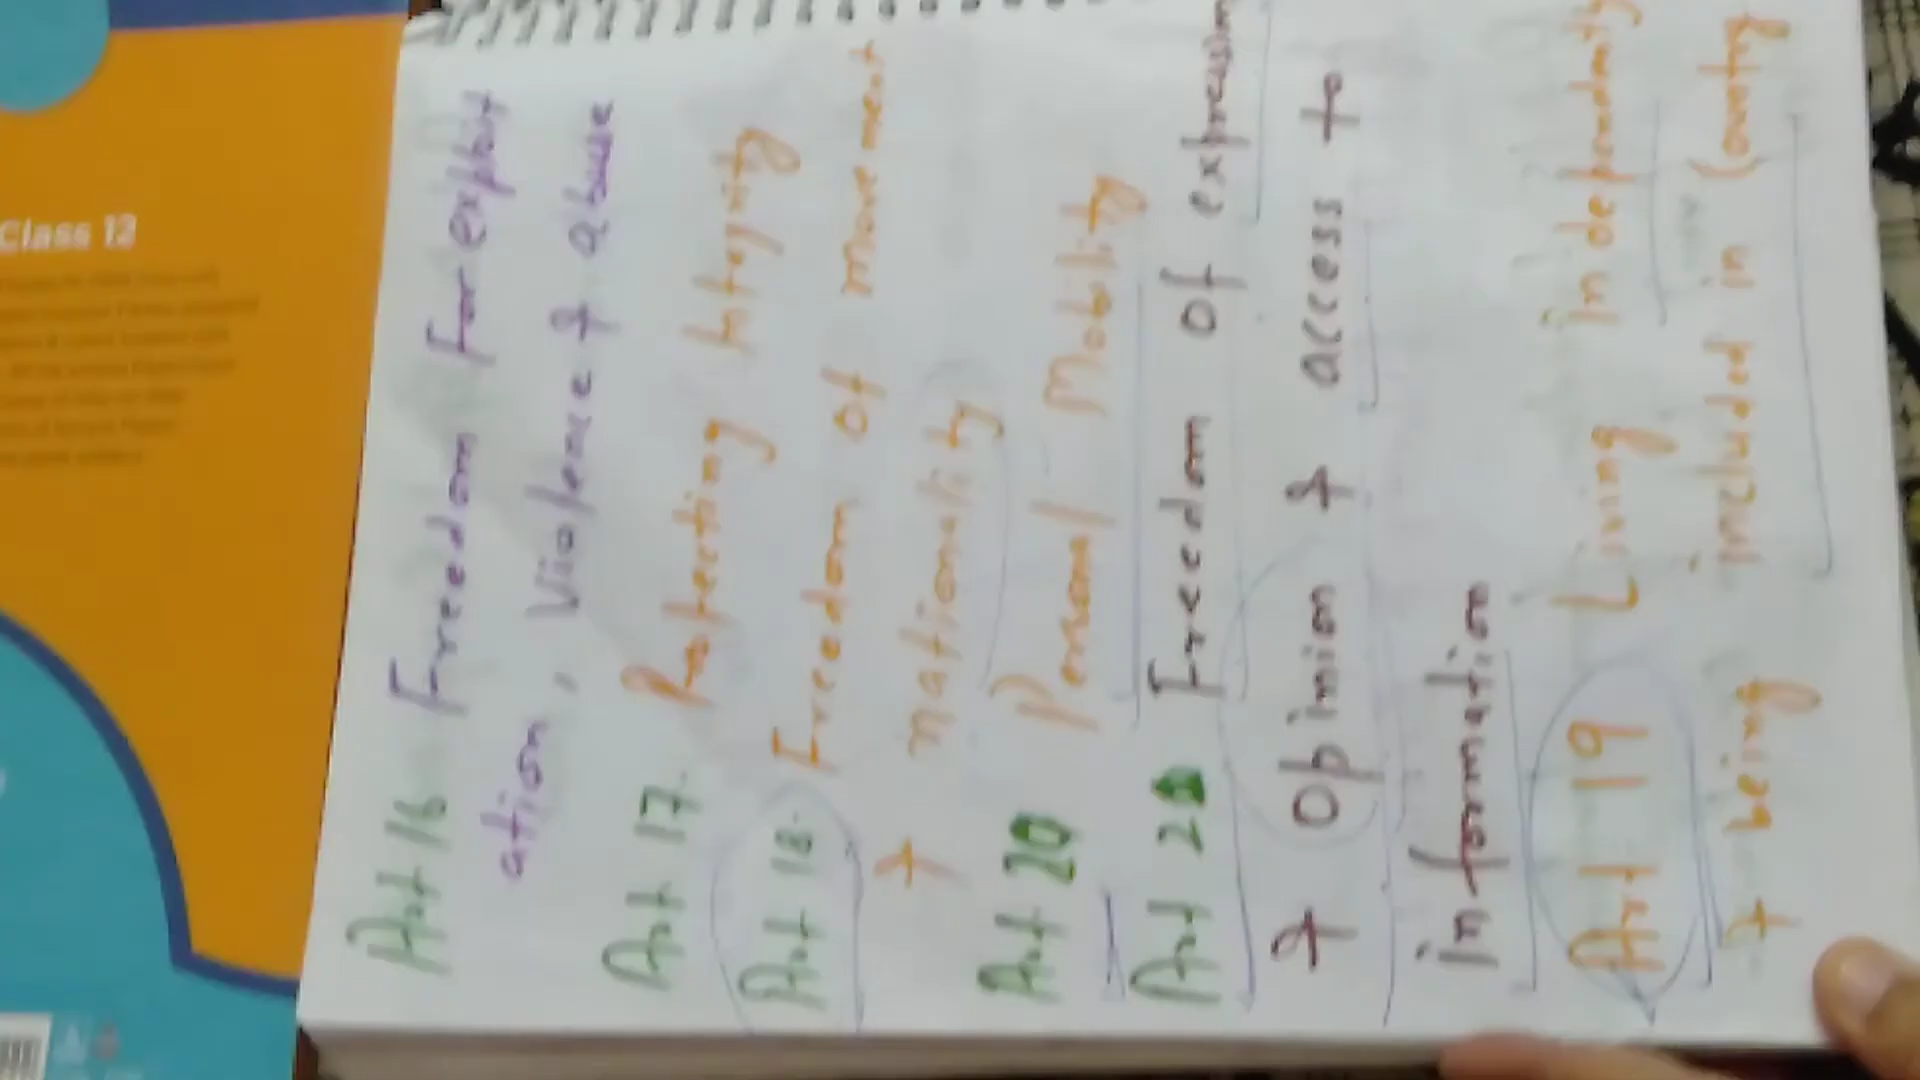 Class 12
Art 16 Freedom for exploit
ation, Violence & abuse
Art 17. Protecting integrity
Art 18. Freedom of movement
& nationality
Art 20 Personal Mobility
Art 21 Freedom of expression
& Opinion & access to
information
Art 19 Living independently
& being included in Country